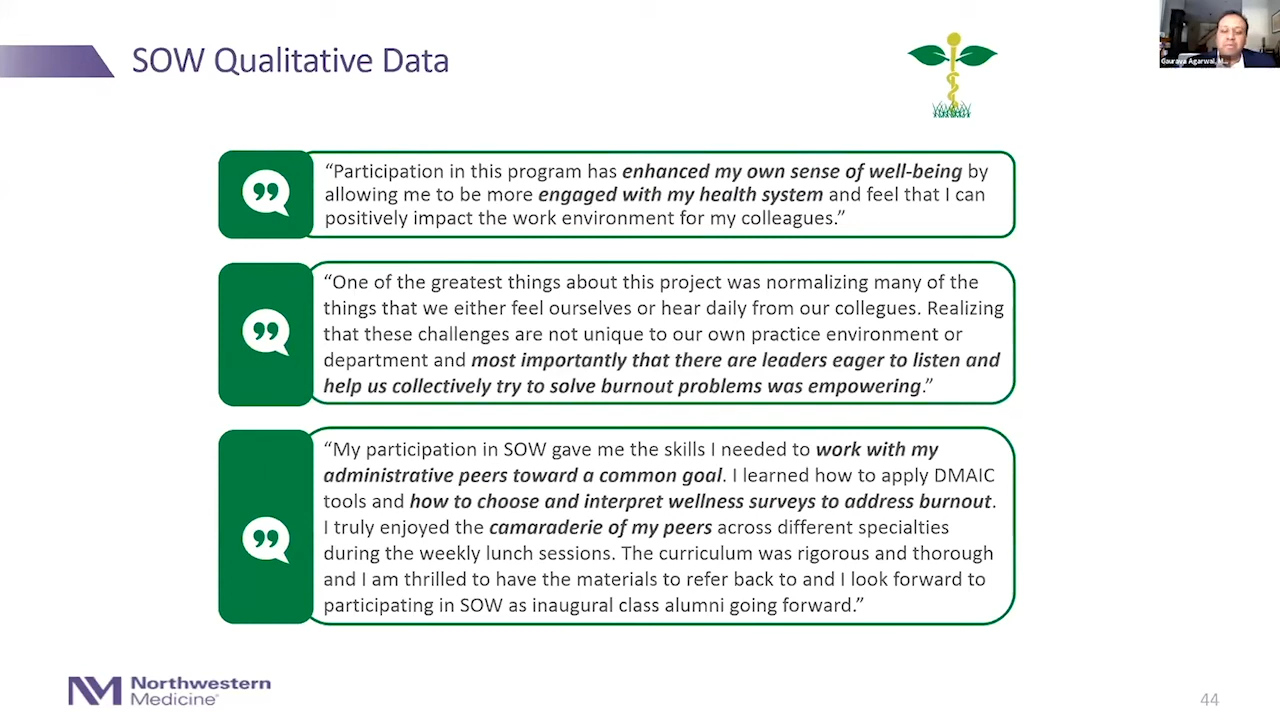 SOW Qualitative Data
Gaurava Agarwal, M...
“Participation in this program has enhanced my own sense of well-being by
allowing me to be more engaged with my health system and feel that I can
positively impact the work environment for my colleagues.”
“One of the greatest things about this project was normalizing many of the
things that we either feel ourselves or hear daily from our collegues. Realizing
that these challenges are not unique to our own practice environment or
department and most importantly that there are leaders eager to listen and
help us collectively try to solve burnout problems was empowering.”
“My participation in SOW gave me the skills I needed to work with my
administrative peers toward a common goal. I learned how to apply DMAIC
tools and how to choose and interpret wellness surveys to address burnout.
I truly enjoyed the camaraderie of my peers across different specialties
during the weekly lunch sessions. The curriculum was rigorous and thorough
and I am thrilled to have the materials to refer back to and I look forward to
participating in SOW as inaugural class alumni going forward.”
NM Northwestern
Medicine®
44